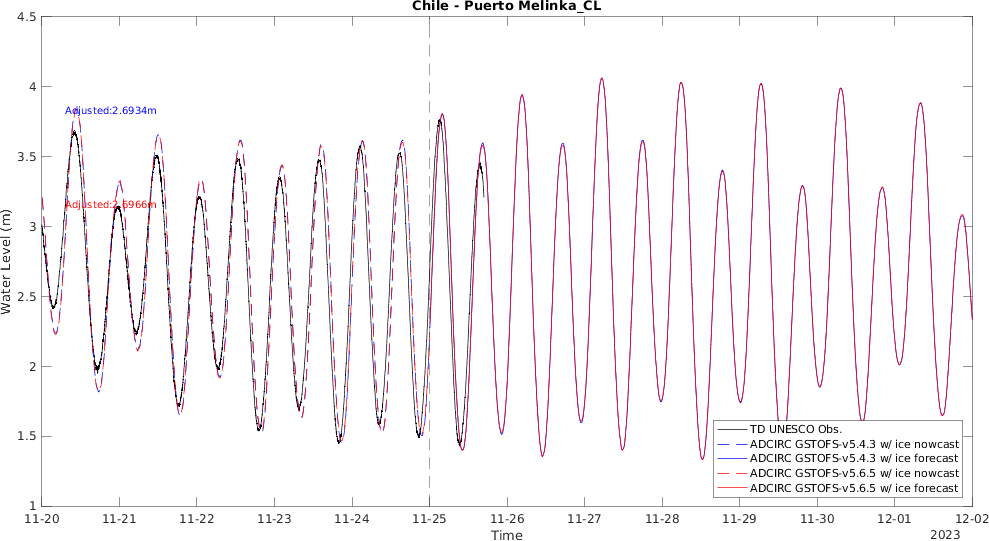 Chile - Puerto Melinka_CL
4.5
4
3.5
3
2.5
2
1.5
1
Water Level (m)
Adjusted:2.6934m
Adjusted:2.6966m
TD UNESCO Obs.
ADCIRC GSTOFS-v5.4.3 w/ ice nowcast
ADCIRC GSTOFS-v5.4.3 w/ ice forecast
ADCIRC GSTOFS-v5.6.5 w/ ice nowcast
ADCIRC GSTOFS-v5.6.5 w/ ice forecast
11-20 11-21 11-22 11-23 11-24 11-25 11-26 11-27 11-28 11-29 11-30 12-01 12-02
Time
2023